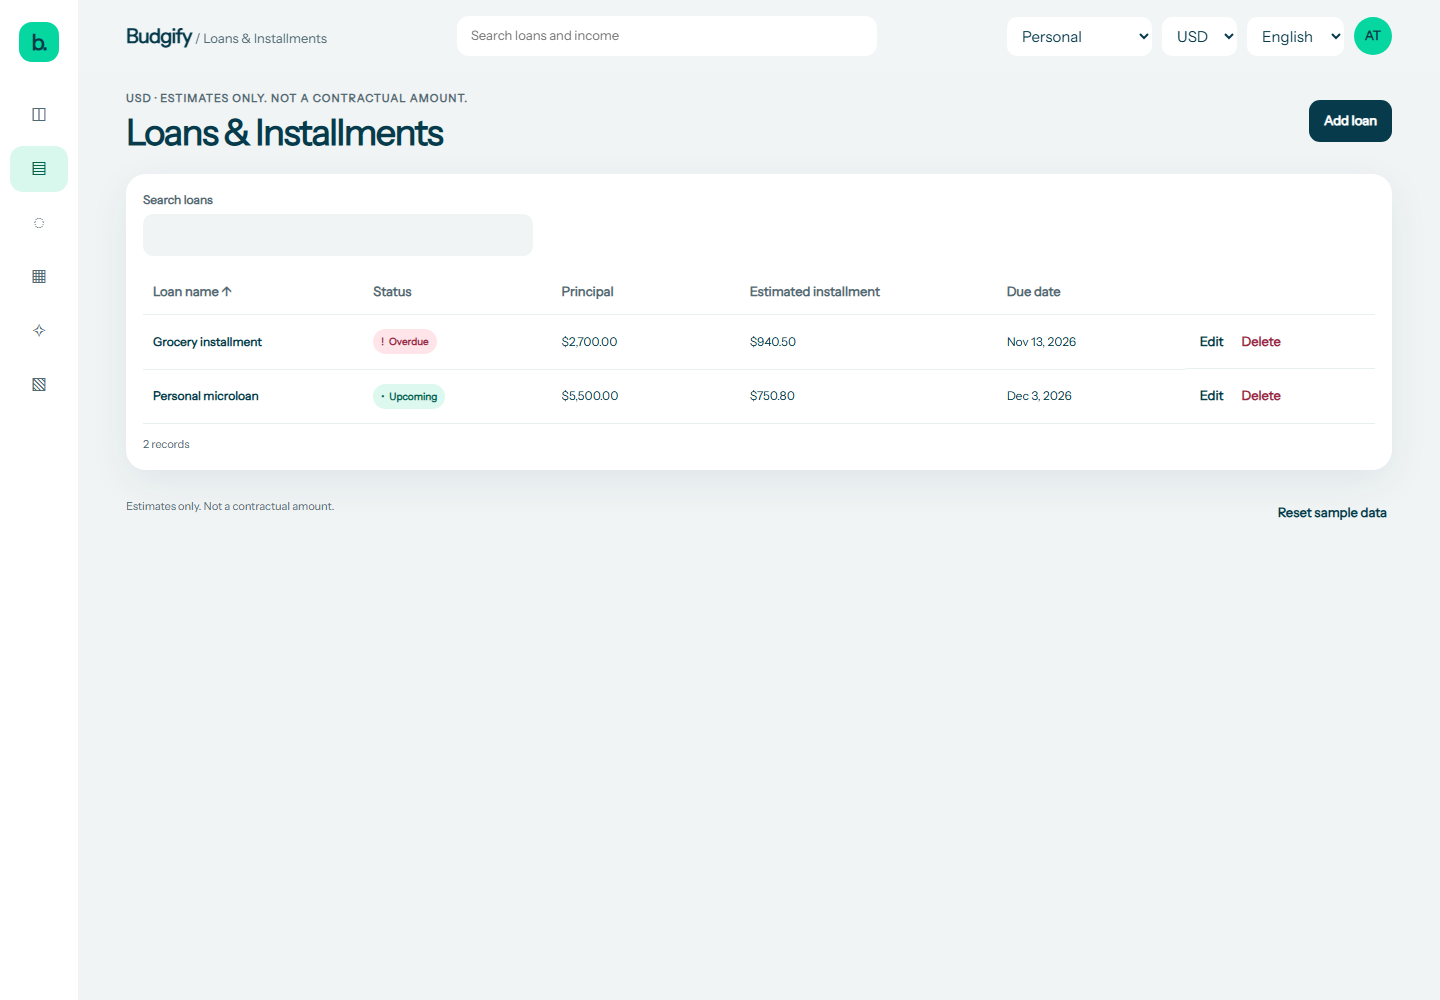 b.
Budgify / Loans & Installments
Search loans and income
Personal
USD
English
AT
USD · ESTIMATES ONLY. NOT A CONTRACTUAL AMOUNT.
Loans & Installments
Add loan
Search loans
Loan name ↑ Status Principal Estimated installment Due date
Grocery installment ! Overdue $2,700.00 $940.50 Nov 13, 2026 Edit Delete
Personal microloan • Upcoming $5,500.00 $750.80 Dec 3, 2026 Edit Delete
2 records
Estimates only. Not a contractual amount.
Reset sample data